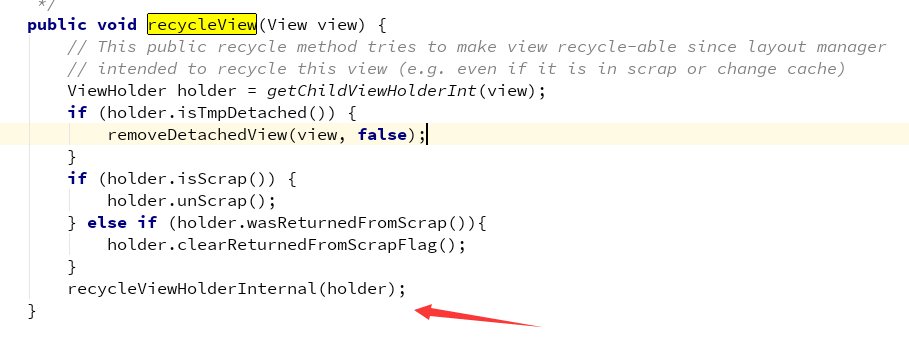 */
public void recycleView(View view) {
// This public recycle method tries to make view recycle-able since layout manager
// intended to recycle this view (e.g. even if it is in scrap or change cache)
ViewHolder holder = getChildViewHolderInt(view);
if (holder.isTmpDetached()) {
removeDetachedView(view, false);
}
if (holder.isScrap()) {
holder.unScrap();
} else if (holder.wasReturnedFromScrap()){
holder.clearReturnedFromScrapFlag();
}
recycleViewHolderInternal(holder);
}